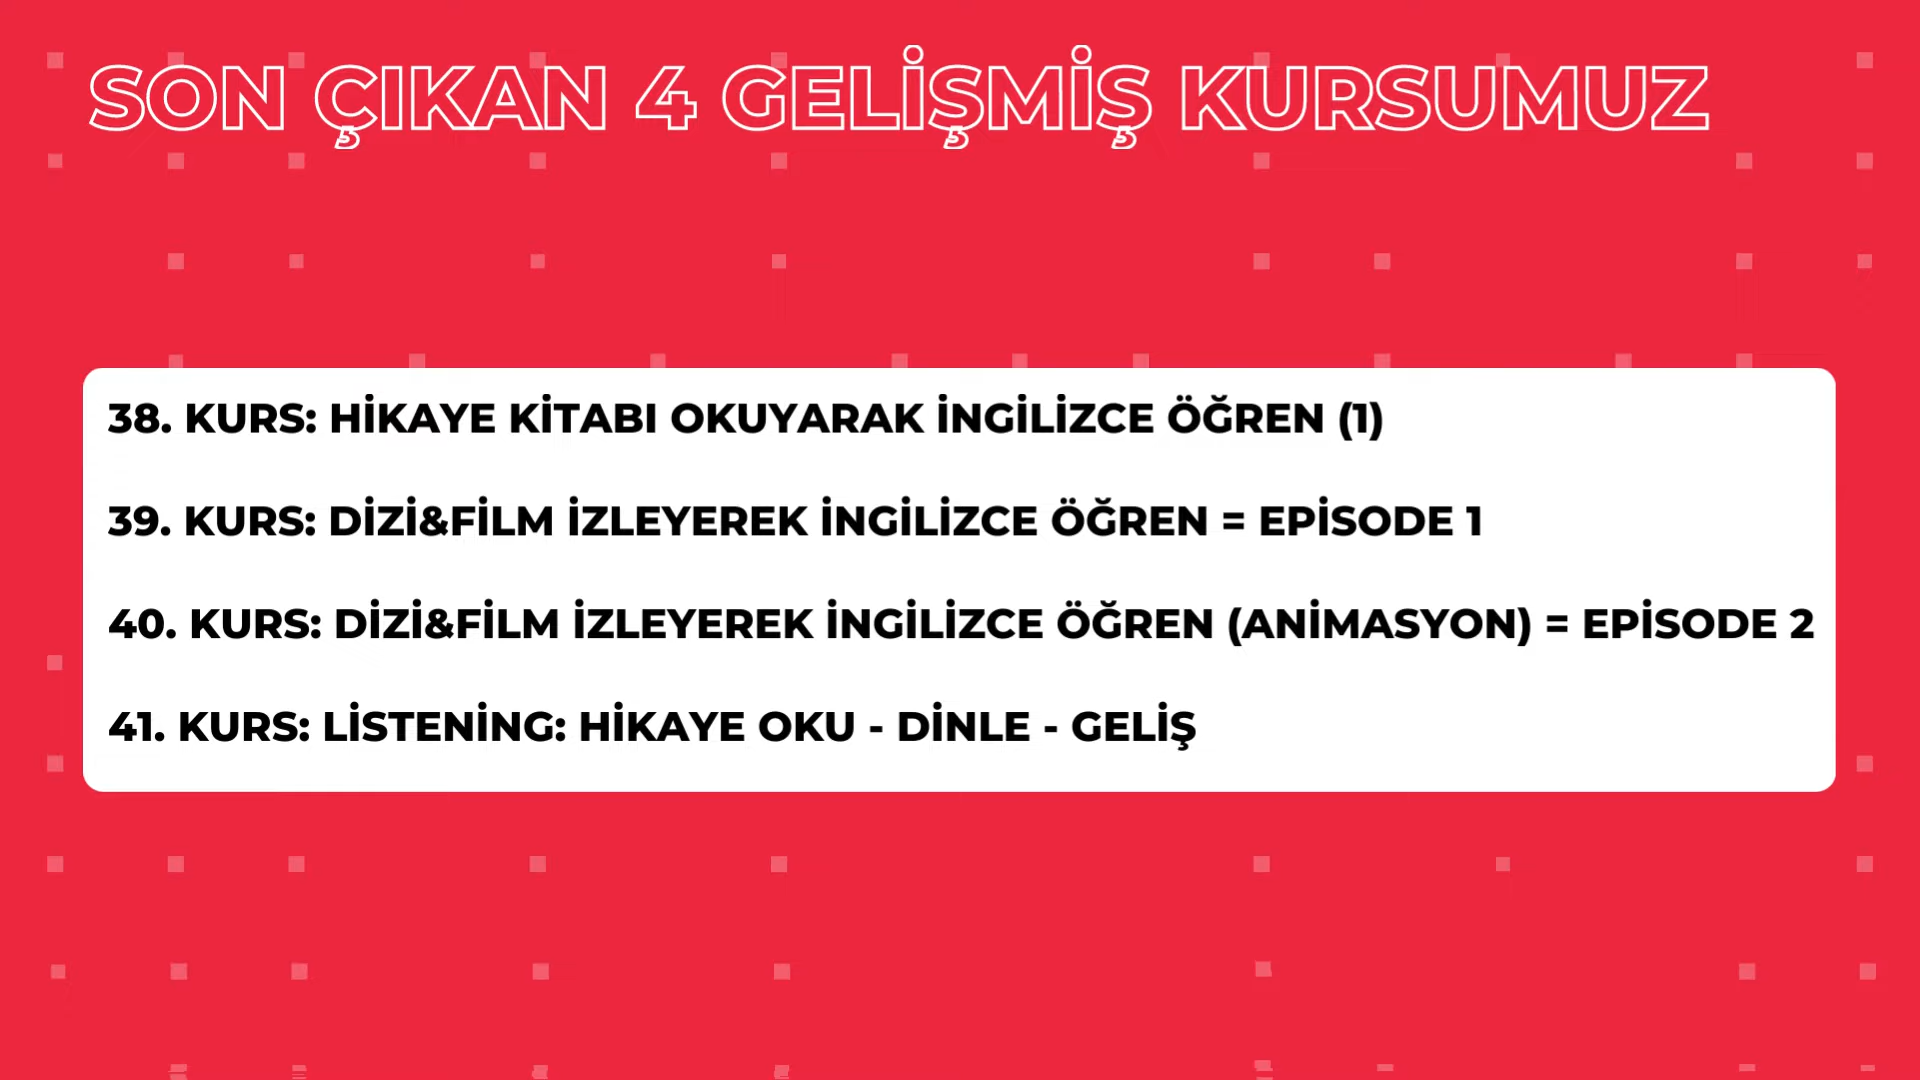 SON ÇIKAN 4 GELİŞMİŞ KURSUMUZ
38. KURS: HİKAYE KİTABI OKUYARAK İNGİLİZCE ÖĞREN (1)
39. KURS: DİZİ&FİLM İZLEYEREK İNGİLİZCE ÖĞREN = EPİSODE 1
40. KURS: DİZİ&FİLM İZLEYEREK İNGİLİZCE ÖĞREN (ANİMASYON) = EPİSODE 2
41. KURS: LİSTENİNG: HİKAYE OKU - DİNLE - GELİŞ